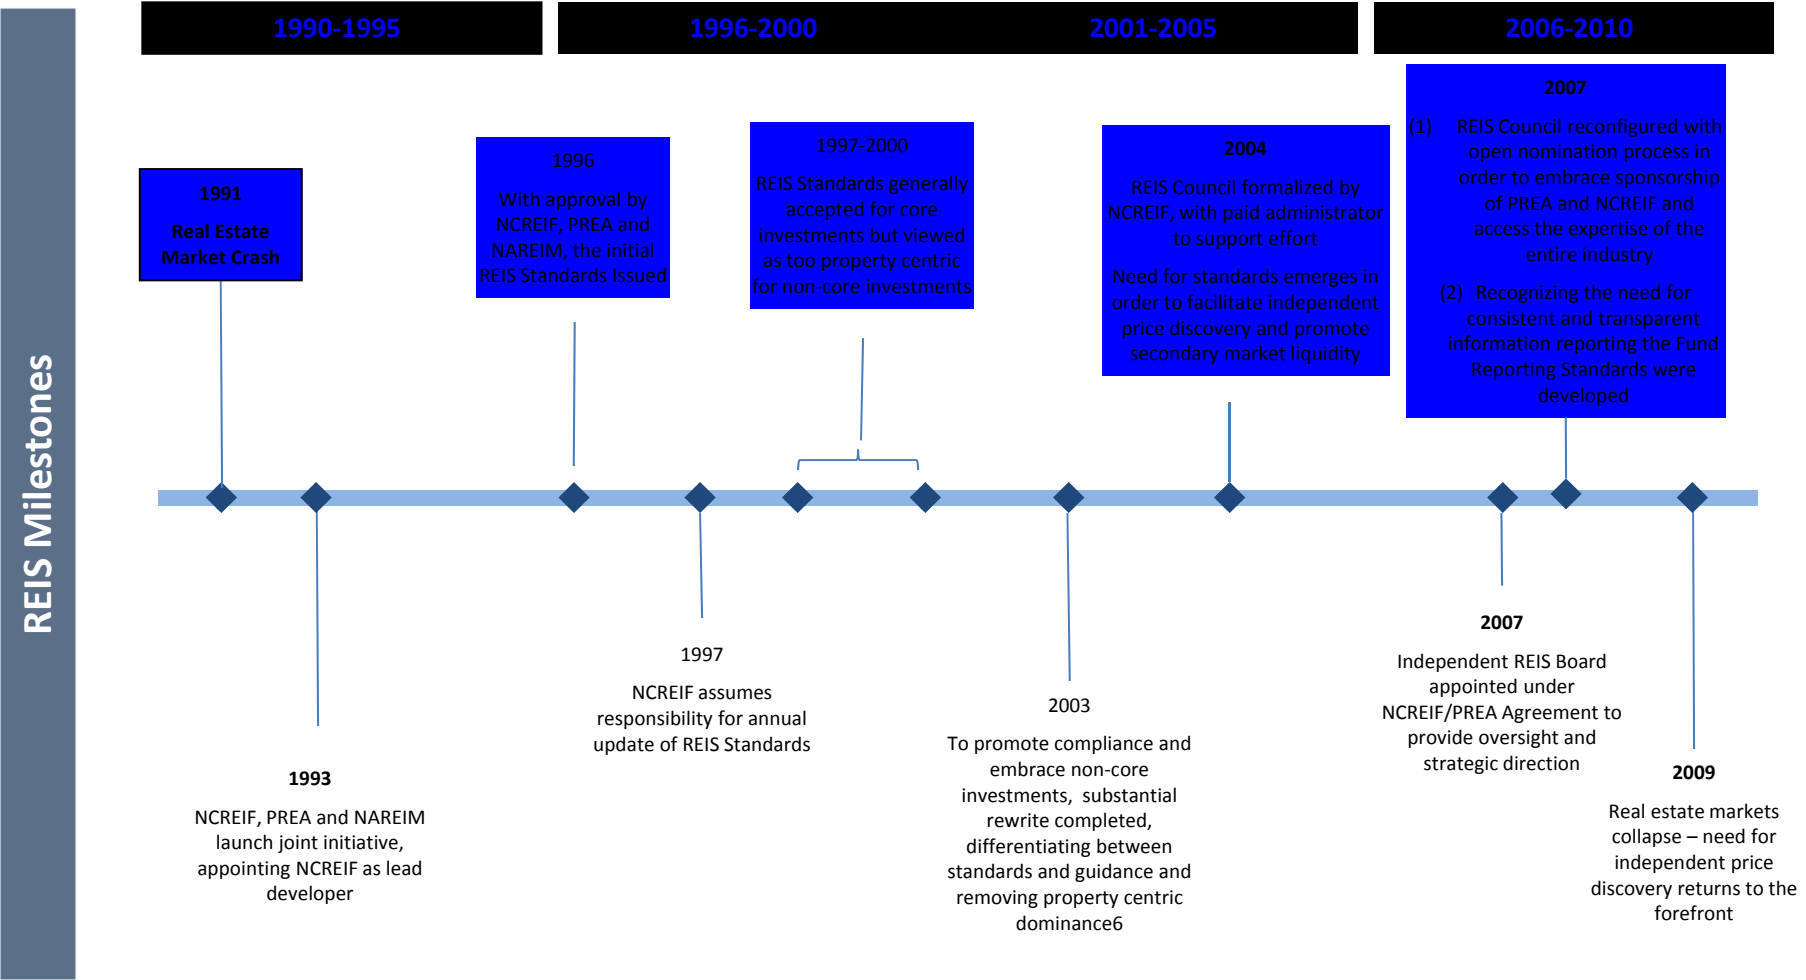 REIS Milestones
1990-1995
1996-2000
2001-2005
2006-2010
1991
Real Estate
Market Crash
1996
With approval by
NCREIF, PREA and
NAREIM, the initial
REIS Standards Issued
1997-2000
REIS Standards generally
accepted for core
investments but viewed
as too property centric
for non-core investments
2004
REIS Council formalized by
NCREIF, with paid administrator
to support effort
Need for standards emerges in
order to facilitate independent
price discovery and promote
secondary market liquidity
2007
(1) REIS Council reconfigured with
open nomination process in
order to embrace sponsorship
of PREA and NCREIF and
access the expertise of the
entire industry
(2) Recognizing the need for
consistent and transparent
information reporting the Fund
Reporting Standards were
developed
1993
NCREIF, PREA and NAREIM
launch joint initiative,
appointing NCREIF as lead
developer
1997
NCREIF assumes
responsibility for annual
update of REIS Standards
2003
To promote compliance and
embrace non-core
investments, substantial
rewrite completed,
differentiating between
standards and guidance and
removing property centric
dominance6
2007
Independent REIS Board
appointed under
NCREIF/PREA Agreement to
provide oversight and
strategic direction
2009
Real estate markets
collapse – need for
independent price
discovery returns to the
forefront